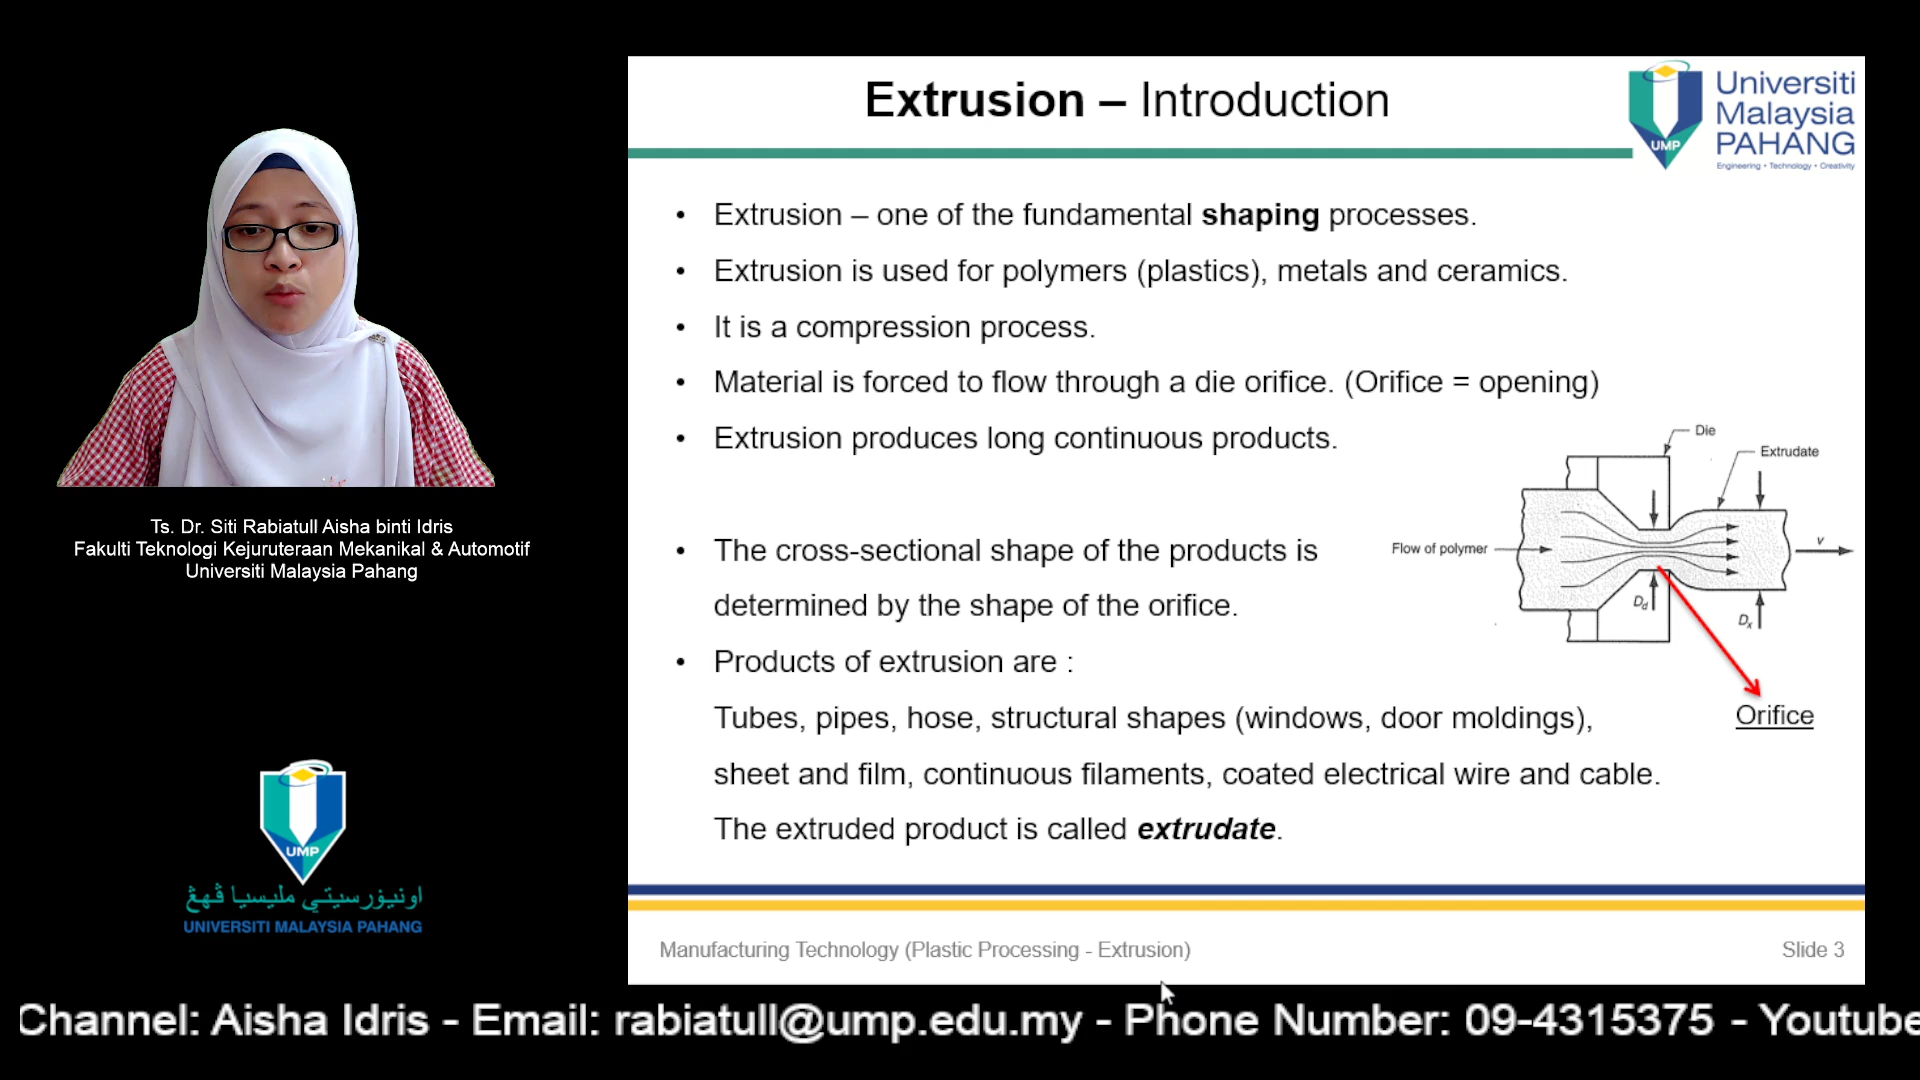 Extrusion – Introduction
Universiti
Malaysia
PAHANG
Engineering • Technology • Creativity
UMP
• Extrusion – one of the fundamental shaping processes.
• Extrusion is used for polymers (plastics), metals and ceramics.
• It is a compression process.
• Material is forced to flow through a die orifice. (Orifice = opening)
• Extrusion produces long continuous products.
• The cross-sectional shape of the products is
determined by the shape of the orifice.
• Products of extrusion are :
Tubes, pipes, hose, structural shapes (windows, door moldings),
sheet and film, continuous filaments, coated electrical wire and cable.
The extruded product is called extrudate.
Die
Extrudate
Flow of polymer
v
Dd
Dx
Orifice
Manufacturing Technology (Plastic Processing - Extrusion)
Slide 3
Ts. Dr. Siti Rabiatull Aisha binti Idris
Fakulti Teknologi Kejuruteraan Mekanikal & Automotif
Universiti Malaysia Pahang
UMP
اونيۏرسيتي مليسيا ڤهڠ
UNIVERSITI MALAYSIA PAHANG
Channel: Aisha Idris - Email: rabiatull@ump.edu.my - Phone Number: 09-4315375 - Youtube